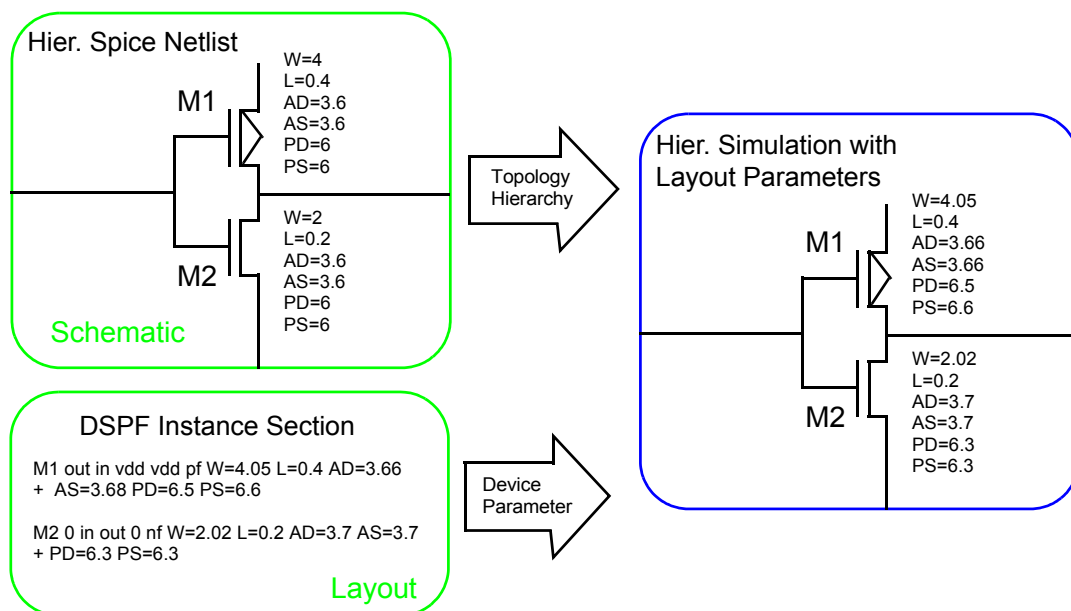 Hier. Spice Netlist
W=4
L=0.4
AD=3.6
AS=3.6
PD=6
PS=6
M1
W=2
L=0.2
AD=3.6
AS=3.6
PD=6
PS=6
M2
Schematic
Topology
Hierarchy
DSPF Instance Section
M1 out in vdd vdd pf W=4.05 L=0.4 AD=3.66
+ AS=3.68 PD=6.5 PS=6.6
M2 0 in out 0 nf W=2.02 L=0.2 AD=3.7 AS=3.7
+ PD=6.3 PS=6.3
Layout
Device
Parameter
Hier. Simulation with
Layout Parameters
W=4.05
L=0.4
AD=3.66
AS=3.66
PD=6.5
PS=6.6
M1
W=2.02
L=0.2
AD=3.7
AS=3.7
PD=6.3
PS=6.3
M2